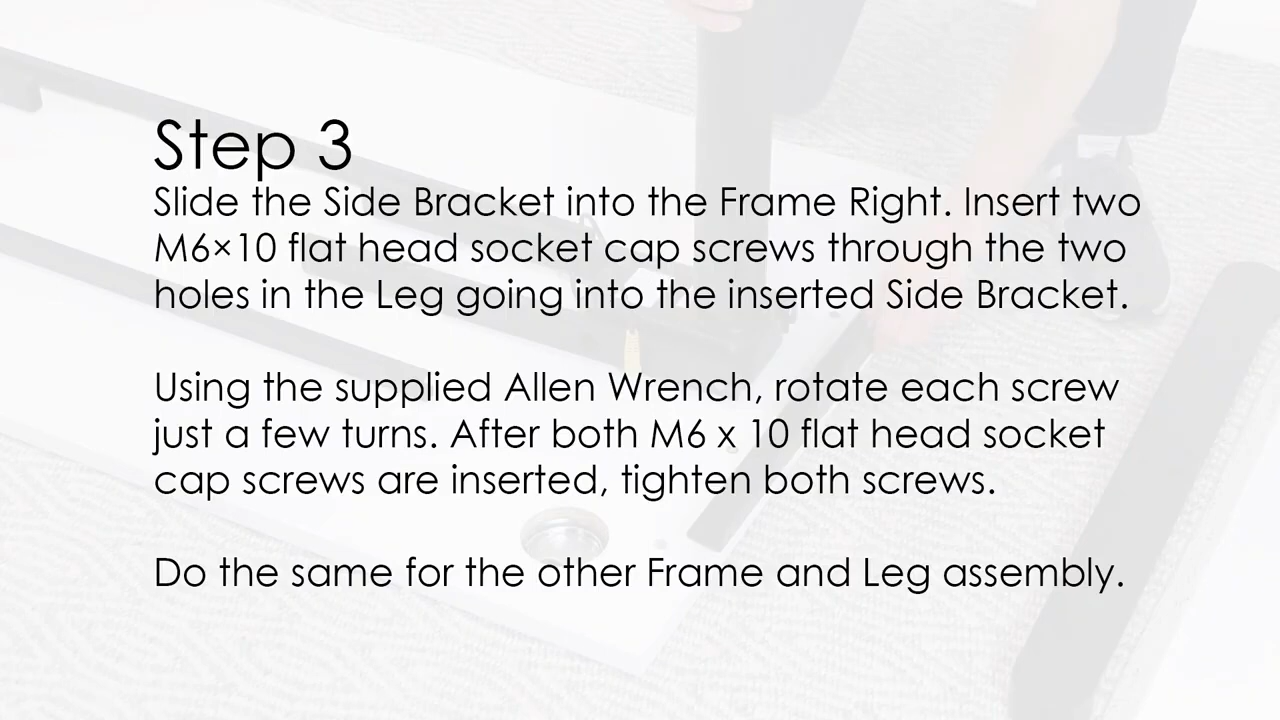 Step 3
Slide the Side Bracket into the Frame Right. Insert two
M6×10 flat head socket cap screws through the two
holes in the Leg going into the inserted Side Bracket.
Using the supplied Allen Wrench, rotate each screw
just a few turns. After both M6 x 10 flat head socket
cap screws are inserted, tighten both screws.
Do the same for the other Frame and Leg assembly.